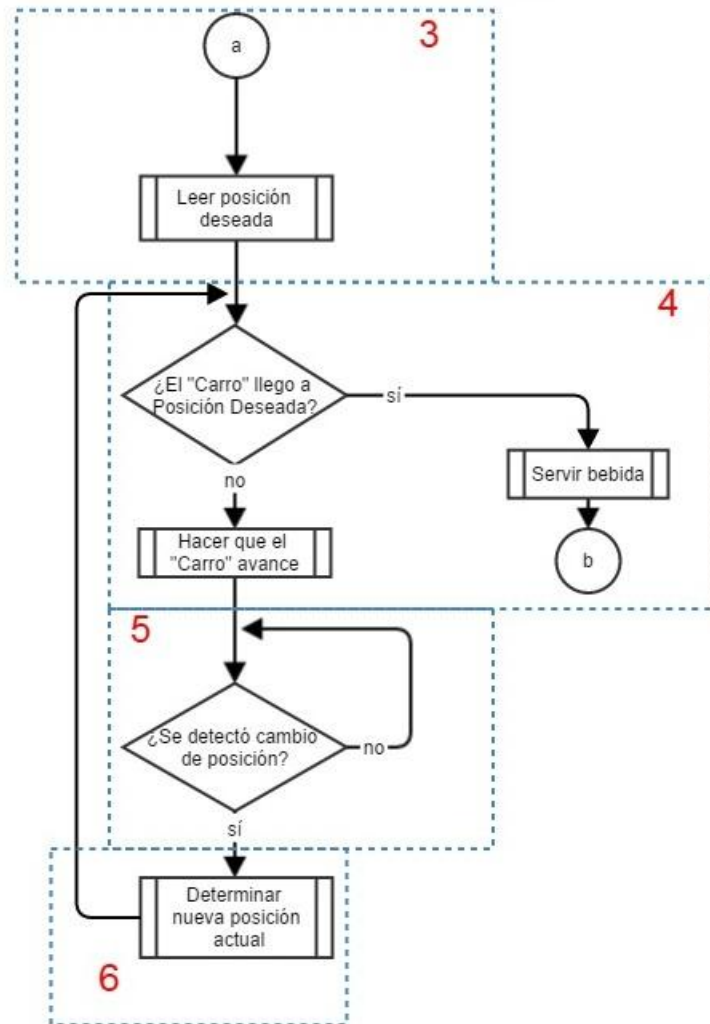 a
3
Leer posición
deseada
4
¿El "Carro" llego a
Posición Deseada?
sí
no
Servir bebida
Hacer que el
"Carro" avance
b
5
¿Se detectó cambio
de posición?
no
sí
Determinar
nueva posición
actual
6